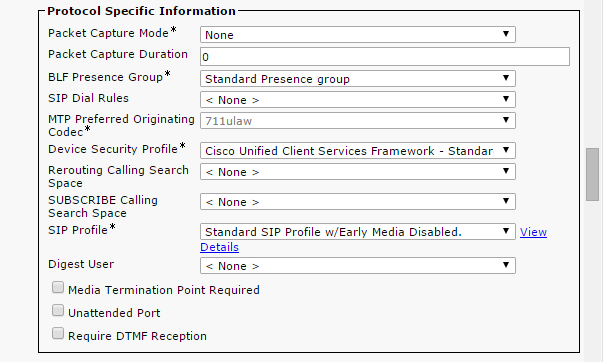 Protocol Specific Information
Packet Capture Mode* None
Packet Capture Duration 0
BLF Presence Group* Standard Presence group
SIP Dial Rules < None >
MTP Preferred Originating
Codec* 711ulaw
Device Security Profile* Cisco Unified Client Services Framework - Standar
Rerouting Calling Search
Space < None >
SUBSCRIBE Calling
Search Space < None >
SIP Profile* Standard SIP Profile w/Early Media Disabled. View
Details
Digest User < None >
Media Termination Point Required
Unattended Port
Require DTMF Reception